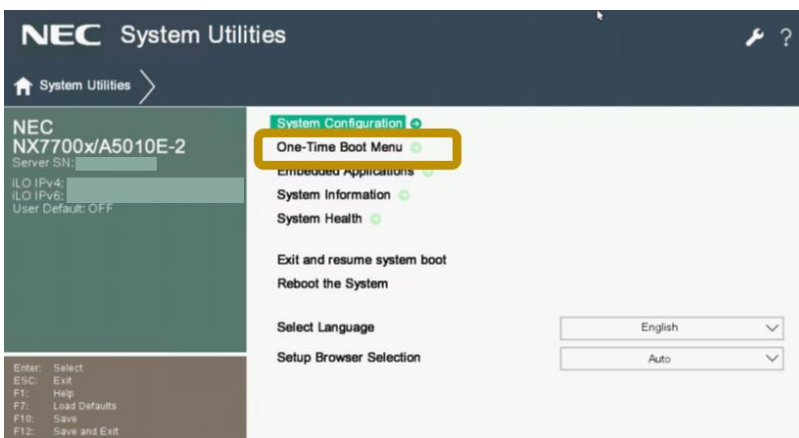 NEC System Utilities
?
System Utilities
NEC
NX7700x/A5010E-2
Server SN:
iLO IPv4:
iLO IPv6:
User Default: OFF
System Configuration
One-Time Boot Menu
Embedded Applications
System Information
System Health
Exit and resume system boot
Reboot the System
Select Language English
Setup Browser Selection Auto
Enter: Select
ESC: Exit
F1: Help
F7: Load Defaults
F10: Save
F12: Save and Exit